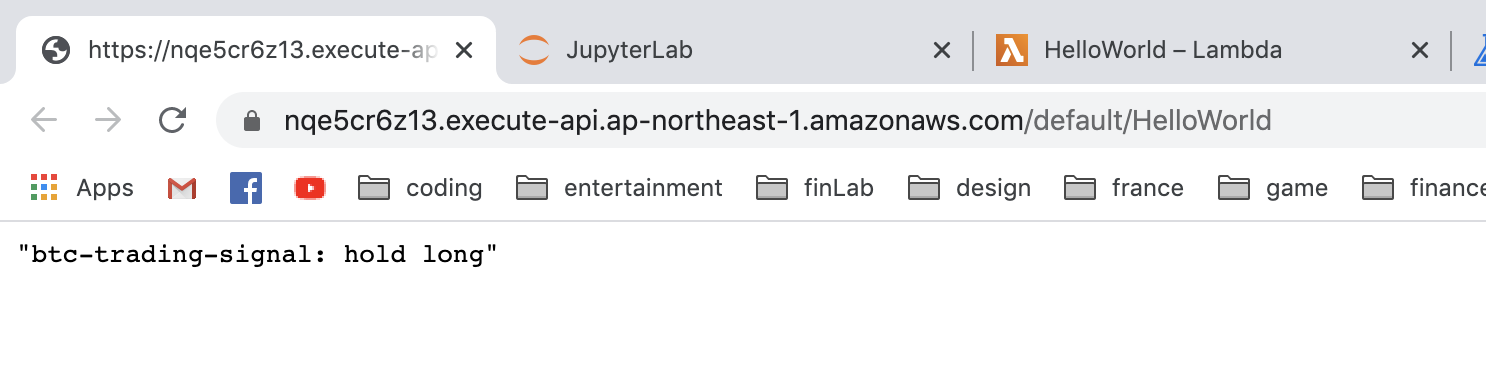 https://nqe5cr6z13.execute-ap JupyterLab HelloWorld – Lambda
nqe5cr6z13.execute-api.ap-northeast-1.amazonaws.com/default/HelloWorld
Apps coding entertainment finLab design france game finance
"btc-trading-signal: hold long"